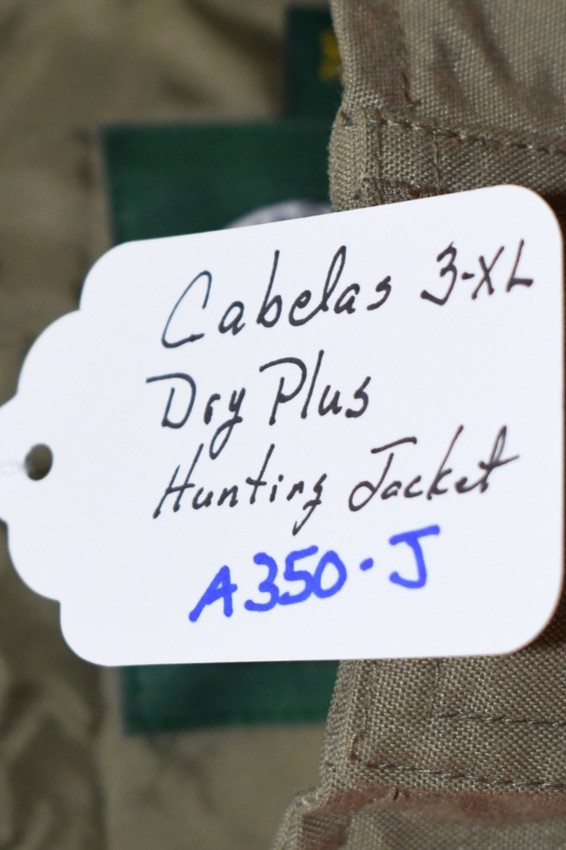 Cabelas 3-XL
Dry Plus
Hunting Jacket
A350-J